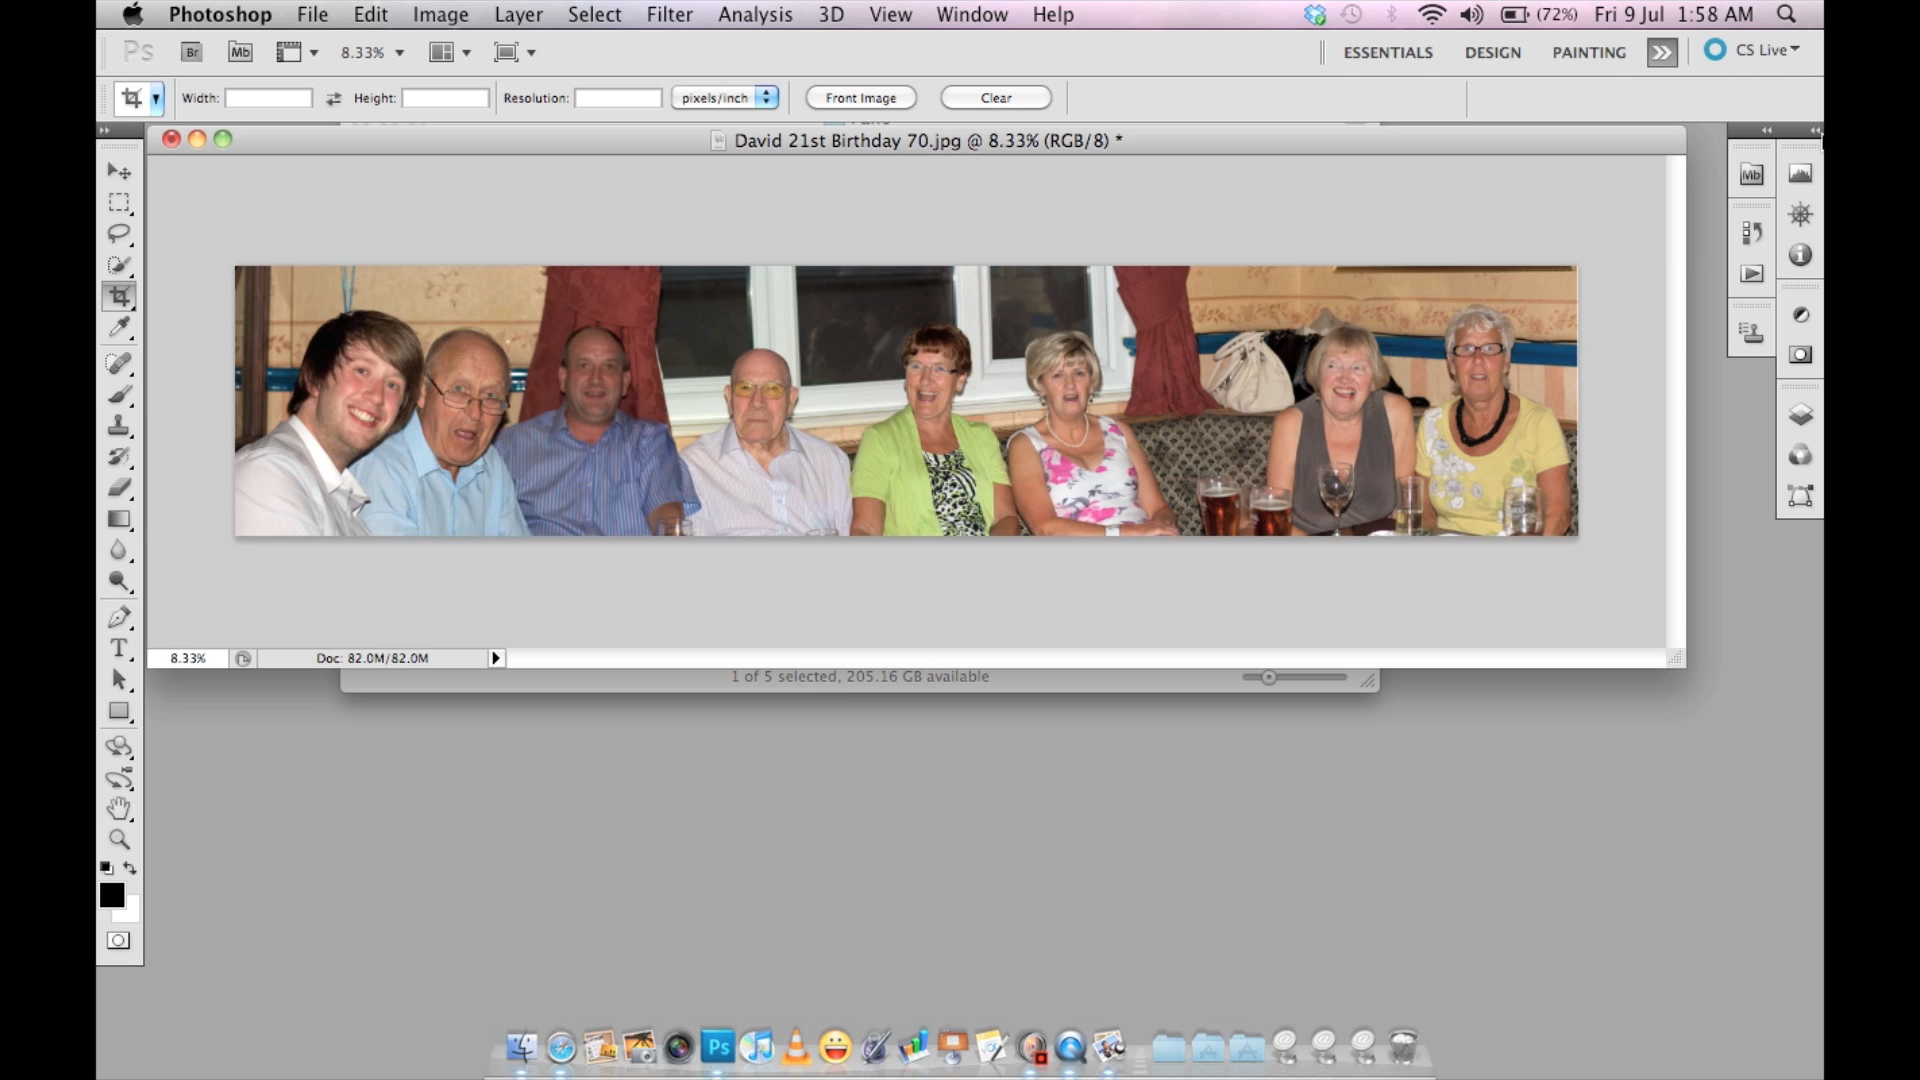 Photoshop File Edit Image Layer Select Filter Analysis 3D View Window Help (72%) Fri 9 Jul 1:58 AM
Ps Br Mb 8.33% ESSENTIALS DESIGN PAINTING CS Live
Width: Height: Resolution: pixels/inch Front Image Clear
David 21st Birthday 70.jpg @ 8.33% (RGB/8) *
Mb
8.33% Doc: 82.0M/82.0M
1 of 5 selected, 205.16 GB available
T
Ps